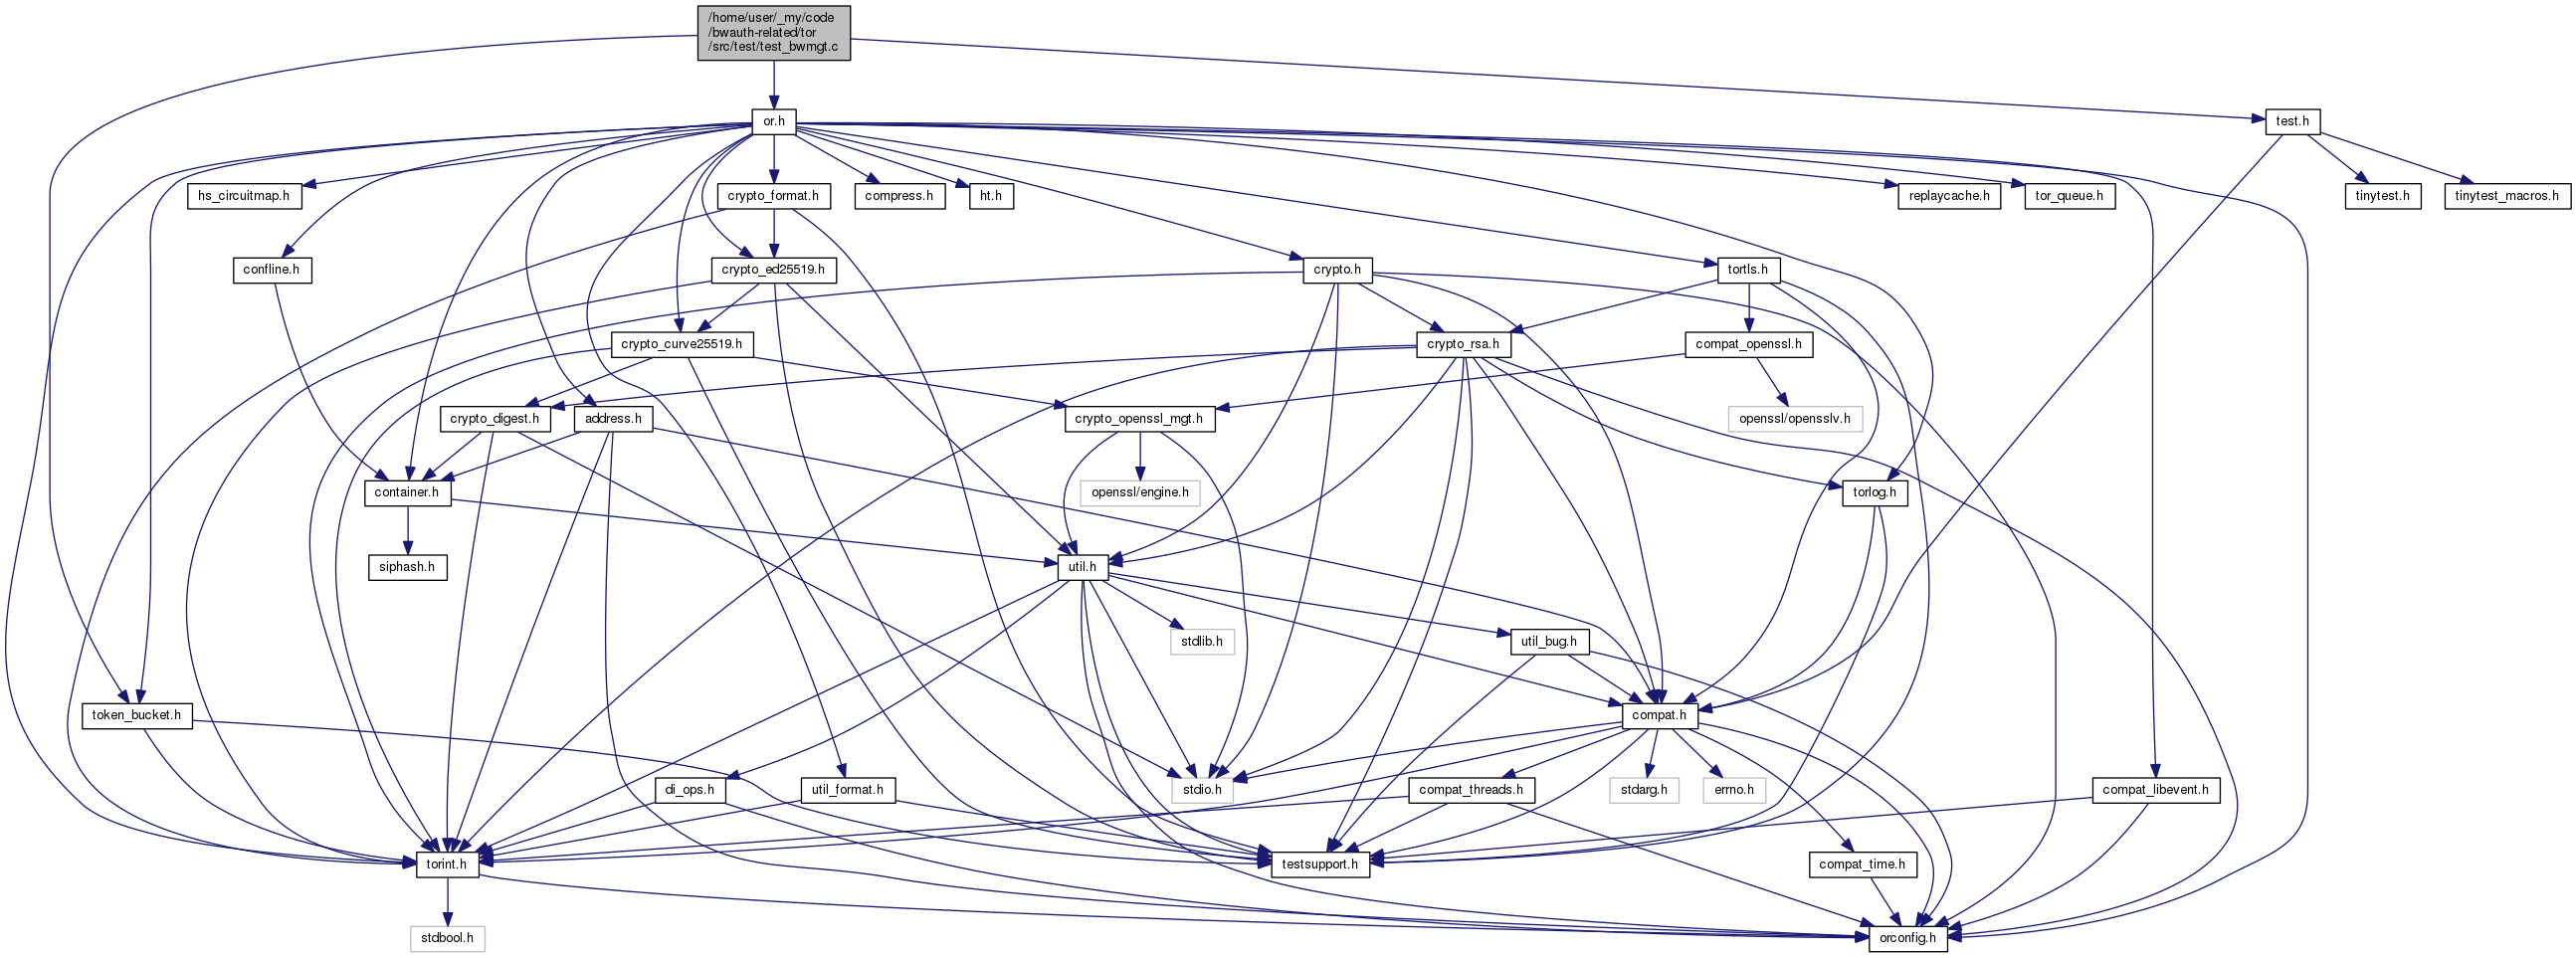 /home/user/_my/code
/bwauth-related/tor
/src/test/test_bwmgt.c
or.h
test.h
hs_circuitmap.h
crypto_format.h
compress.h
ht.h
replaycache.h
tor_queue.h
tinytest.h
tinytest_macros.h
confline.h
crypto_ed25519.h
crypto.h
tortls.h
crypto_curve25519.h
crypto_rsa.h
compat_openssl.h
crypto_digest.h
address.h
crypto_openssl_mgt.h
openssl/opensslv.h
container.h
openssl/engine.h
torlog.h
siphash.h
util.h
stdlib.h
util_bug.h
token_bucket.h
compat.h
di_ops.h
util_format.h
stdio.h
compat_threads.h
stdarg.h
errno.h
compat_libevent.h
torint.h
testsupport.h
compat_time.h
stdbool.h
orconfig.h